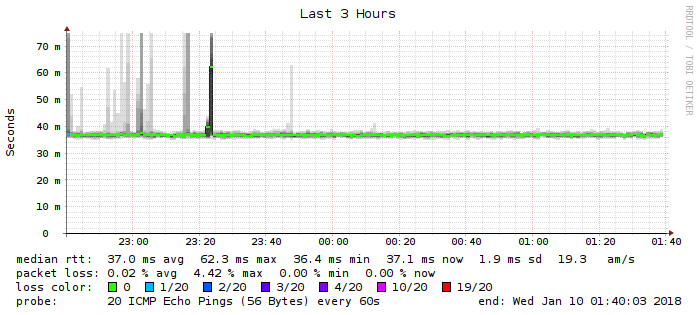 Last 3 Hours
RRDTOOL / TOBI OETIKER
Seconds
70 m
60 m
50 m
40 m
30 m
20 m
10 m
0
23:00 23:20 23:40 00:00 00:20 00:40 01:00 01:20 01:40
median rtt: 37.0 ms avg 62.3 ms max 36.4 ms min 37.1 ms now 1.9 ms sd 19.3 am/s
packet loss: 0.02 % avg 4.42 % max 0.00 % min 0.00 % now
loss color: 0 1/20 2/20 3/20 4/20 10/20 19/20
probe: 20 ICMP Echo Pings (56 Bytes) every 60s end: Wed Jan 10 01:40:03 2018